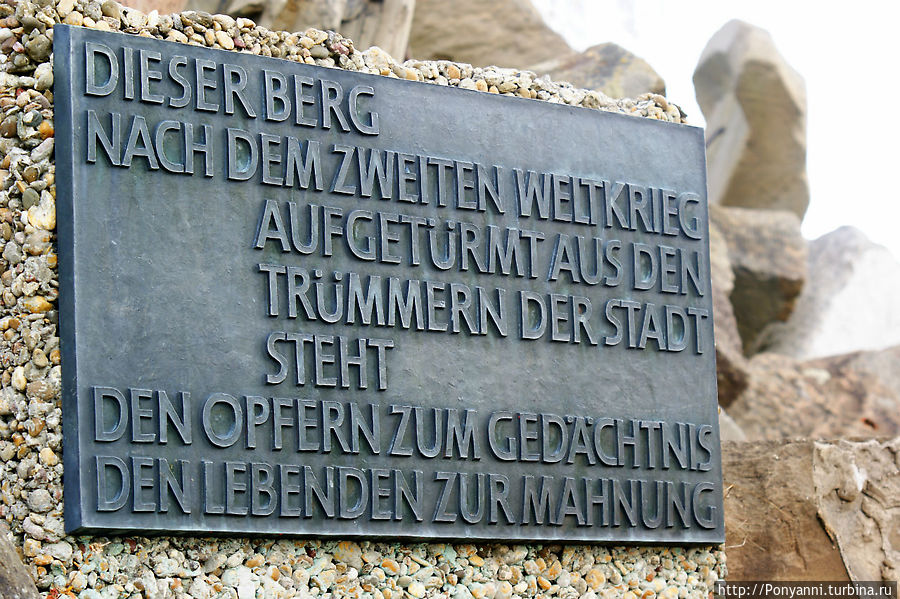 DIESER BERG
NACH DEM ZWEITEN WELTKRIEG
AUFGETÜRMT AUS DEN
TRÜMMERN DER STADT
STEHT
DEN OPFERN ZUM GEDÄCHTNIS
DEN LEBENDEN ZUR MAHNUNG
http://Ponyanni.turbina.ru